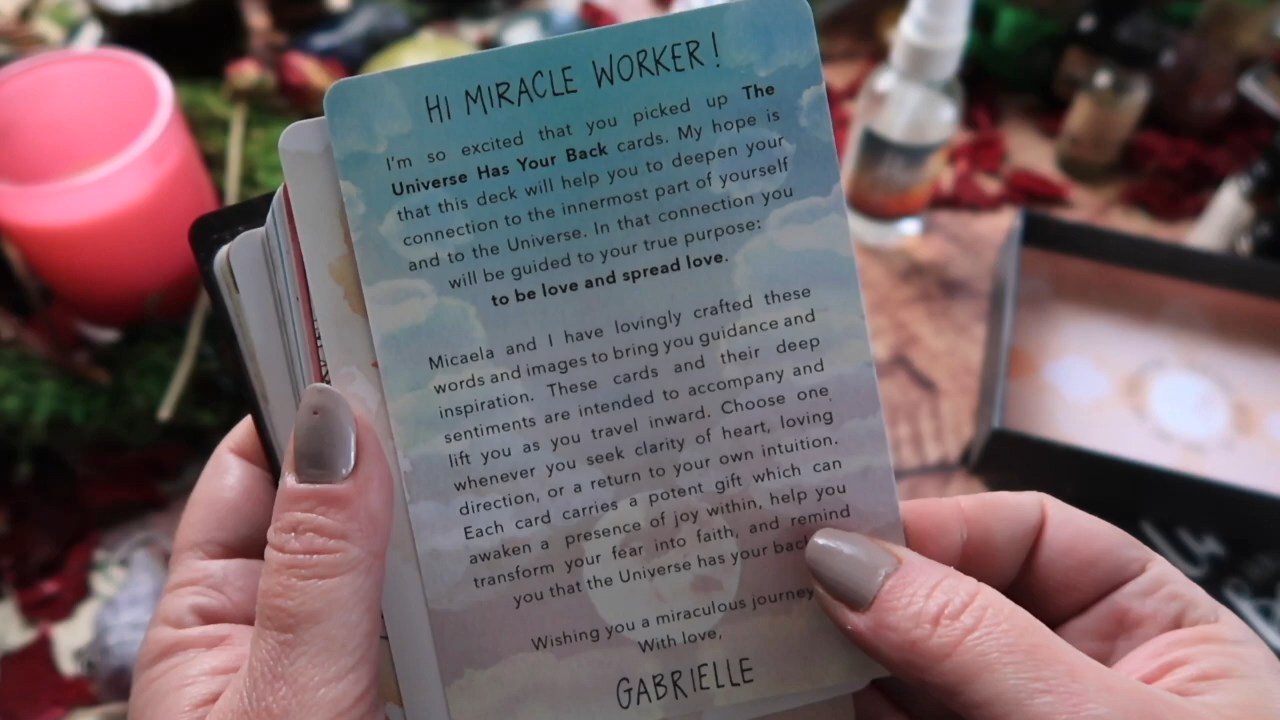 HI MIRACLE WORKER!
I'm so excited that you picked up The
Universe Has Your Back cards. My hope is
that this deck will help you to deepen your
connection to the innermost part of yourself
and to the Universe. In that connection you
will be guided to your true purpose:
to be love and spread love.
Micaela and I have lovingly crafted these
words and images to bring you guidance and
inspiration. These cards and their deep
sentiments are intended to accompany and
lift you as you travel inward. Choose one
whenever you seek clarity of heart, loving
direction, or a return to your own intuition.
Each card carries a potent gift which can
awaken a presence of joy within, help you
transform your fear into faith, and remind
you that the Universe has your back
Wishing you a miraculous journey
With love,
GABRIELLE